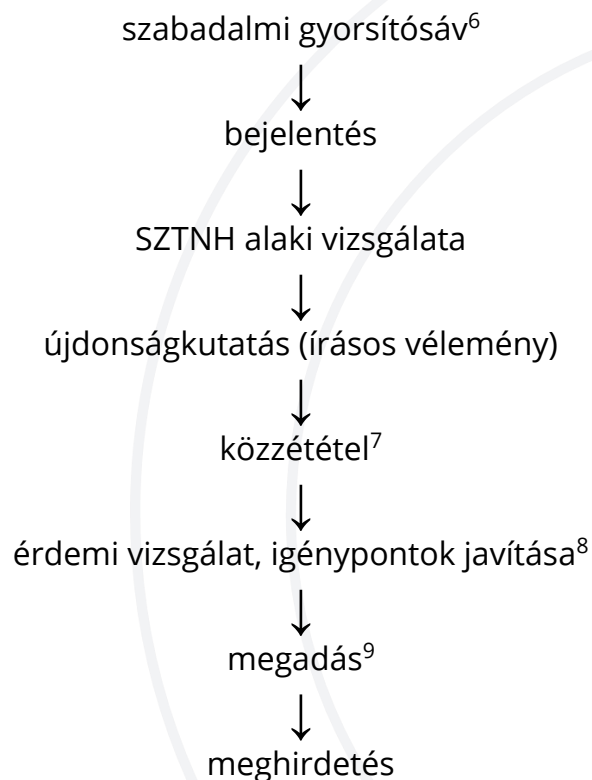 szabadalmi gyorsítósáv⁶
↓
bejelentés
↓
SZTNH alaki vizsgálata
↓
újdonságkutatás (írásos vélemény)
↓
közzététel⁷
↓
érdemi vizsgálat, igénypontok javítása⁸
↓
megadás⁹
↓
meghirdetés